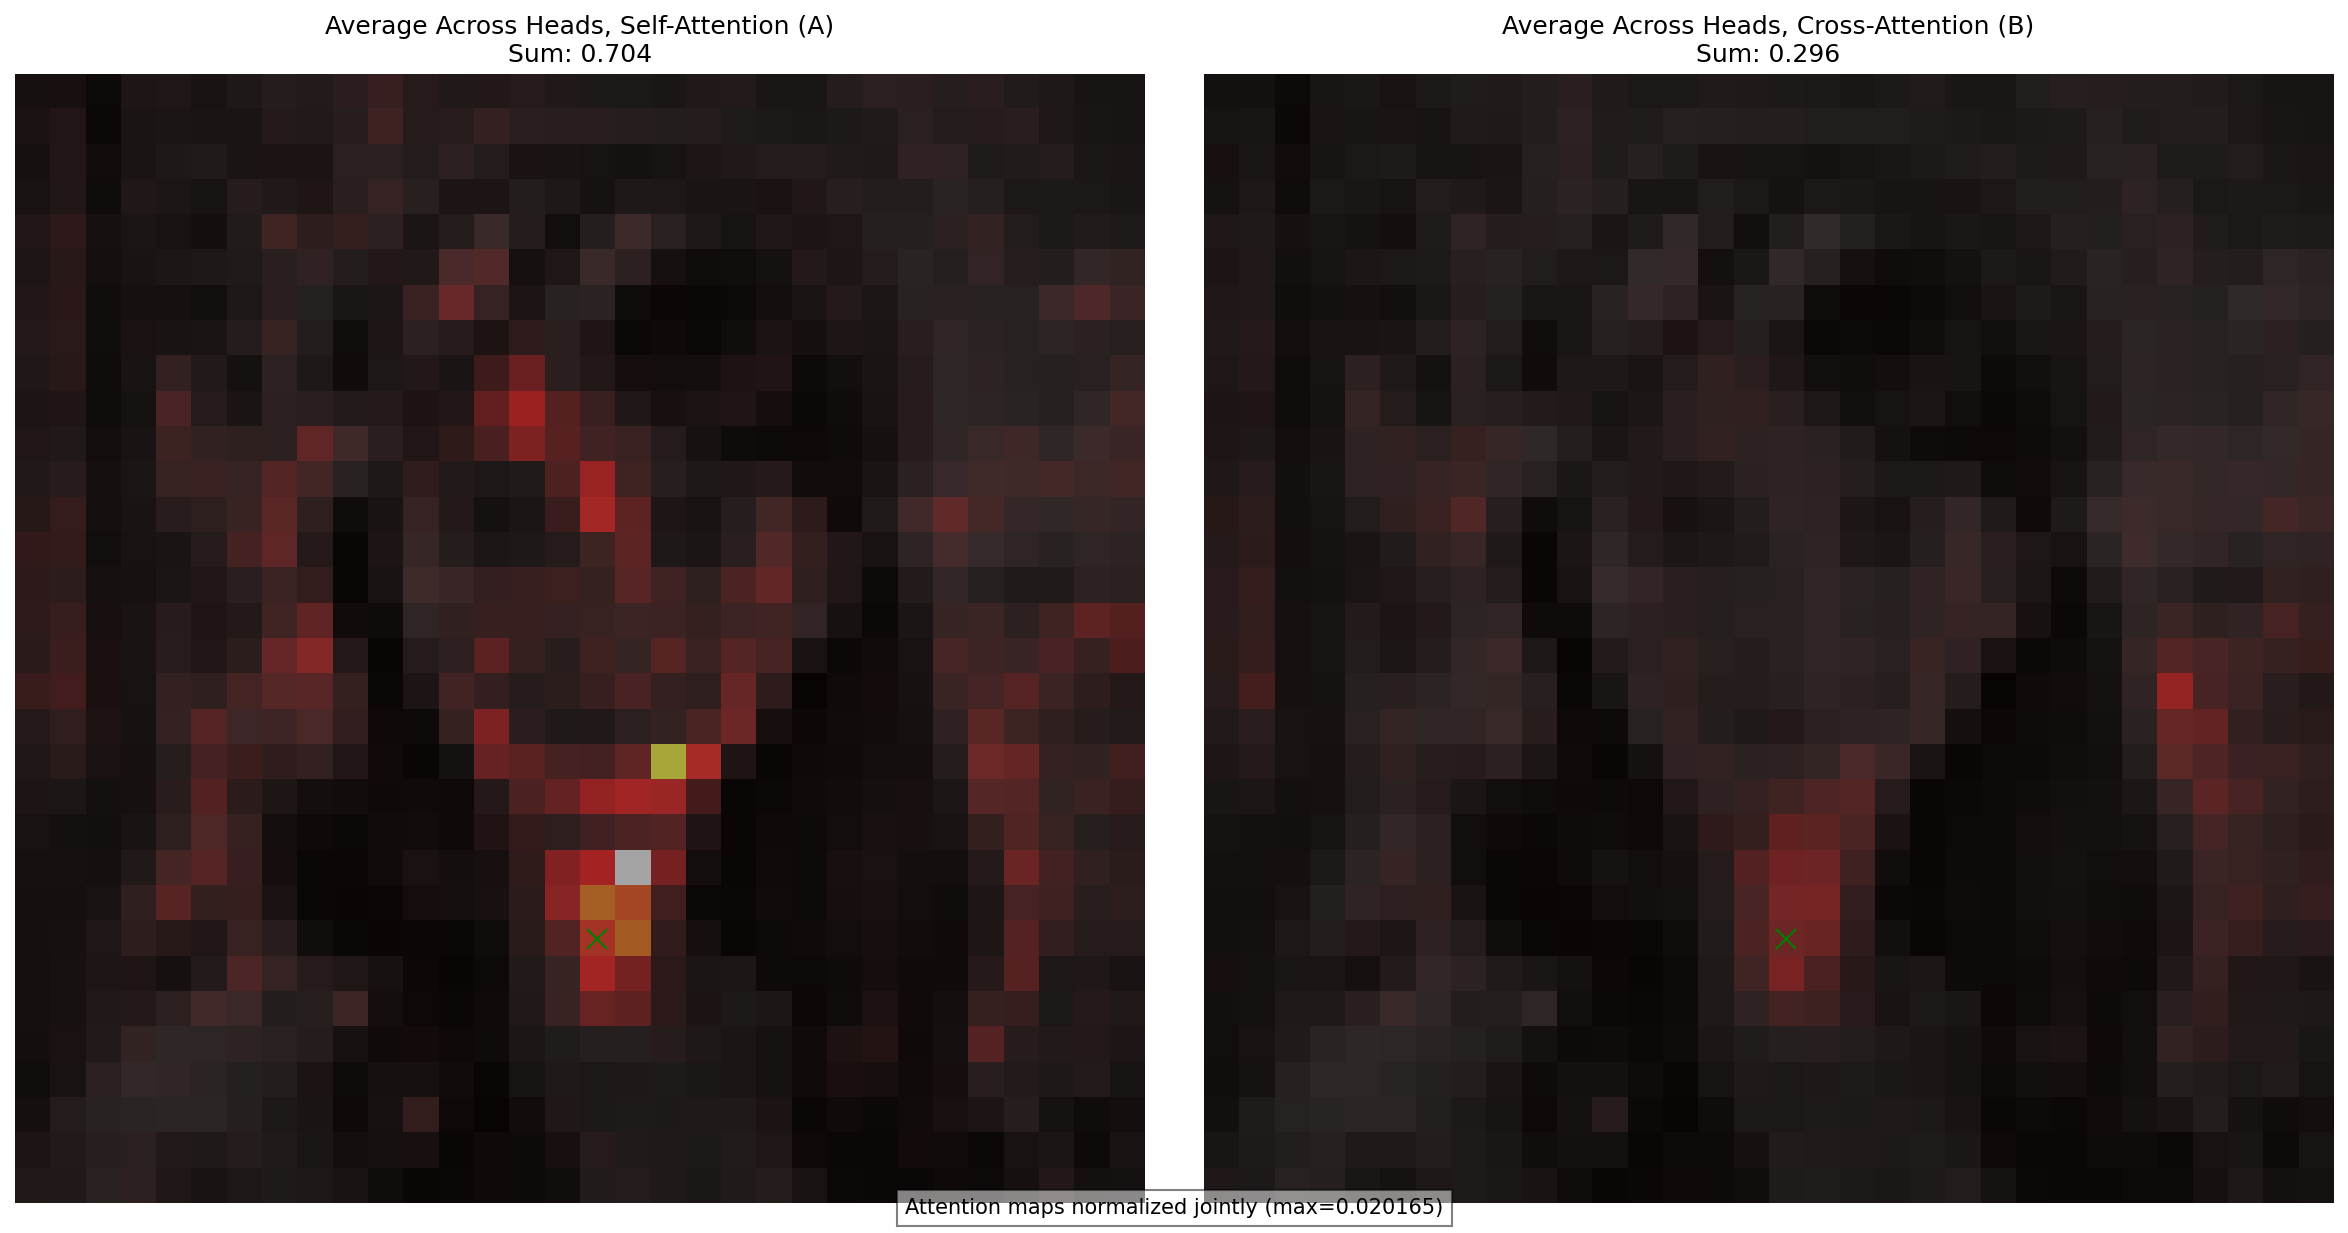 Average Across Heads, Self-Attention (A)
Sum: 0.704
Average Across Heads, Cross-Attention (B)
Sum: 0.296
Attention maps normalized jointly (max=0.020165)